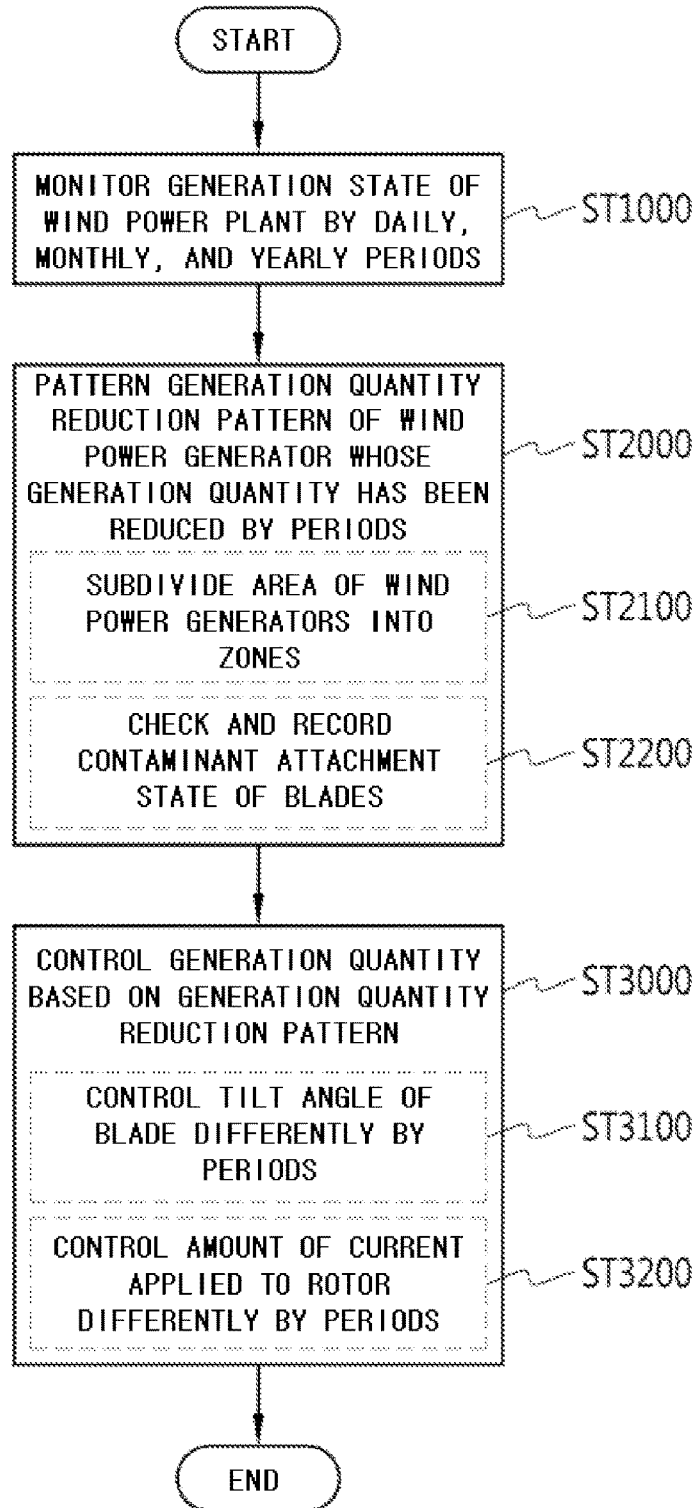 START
MONITOR GENERATION STATE OF
WIND POWER PLANT BY DAILY,
MONTHLY, AND YEARLY PERIODS
ST1000
PATTERN GENERATION QUANTITY
REDUCTION PATTERN OF WIND
POWER GENERATOR WHOSE
GENERATION QUANTITY HAS BEEN
REDUCED BY PERIODS
ST2000
SUBDIVIDE AREA OF WIND
POWER GENERATORS INTO
ZONES
ST2100
CHECK AND RECORD
CONTAMINANT ATTACHMENT
STATE OF BLADES
ST2200
CONTROL GENERATION QUANTITY
BASED ON GENERATION QUANTITY
REDUCTION PATTERN
ST3000
CONTROL TILT ANGLE OF
BLADE DIFFERENTLY BY
PERIODS
ST3100
CONTROL AMOUNT OF CURRENT
APPLIED TO ROTOR
DIFFERENTLY BY PERIODS
ST3200
END